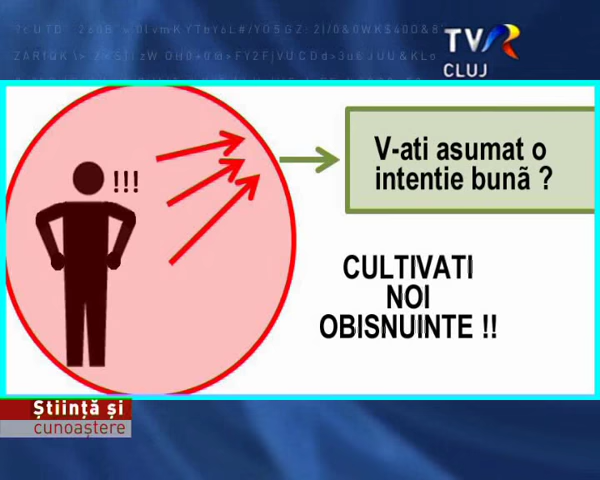 TVR
CLUJ
!!!
V-ati asumat o
intentie bunã ?
CULTIVATI
NOI
OBISNUINTE !!
Știință și
cunoaștere